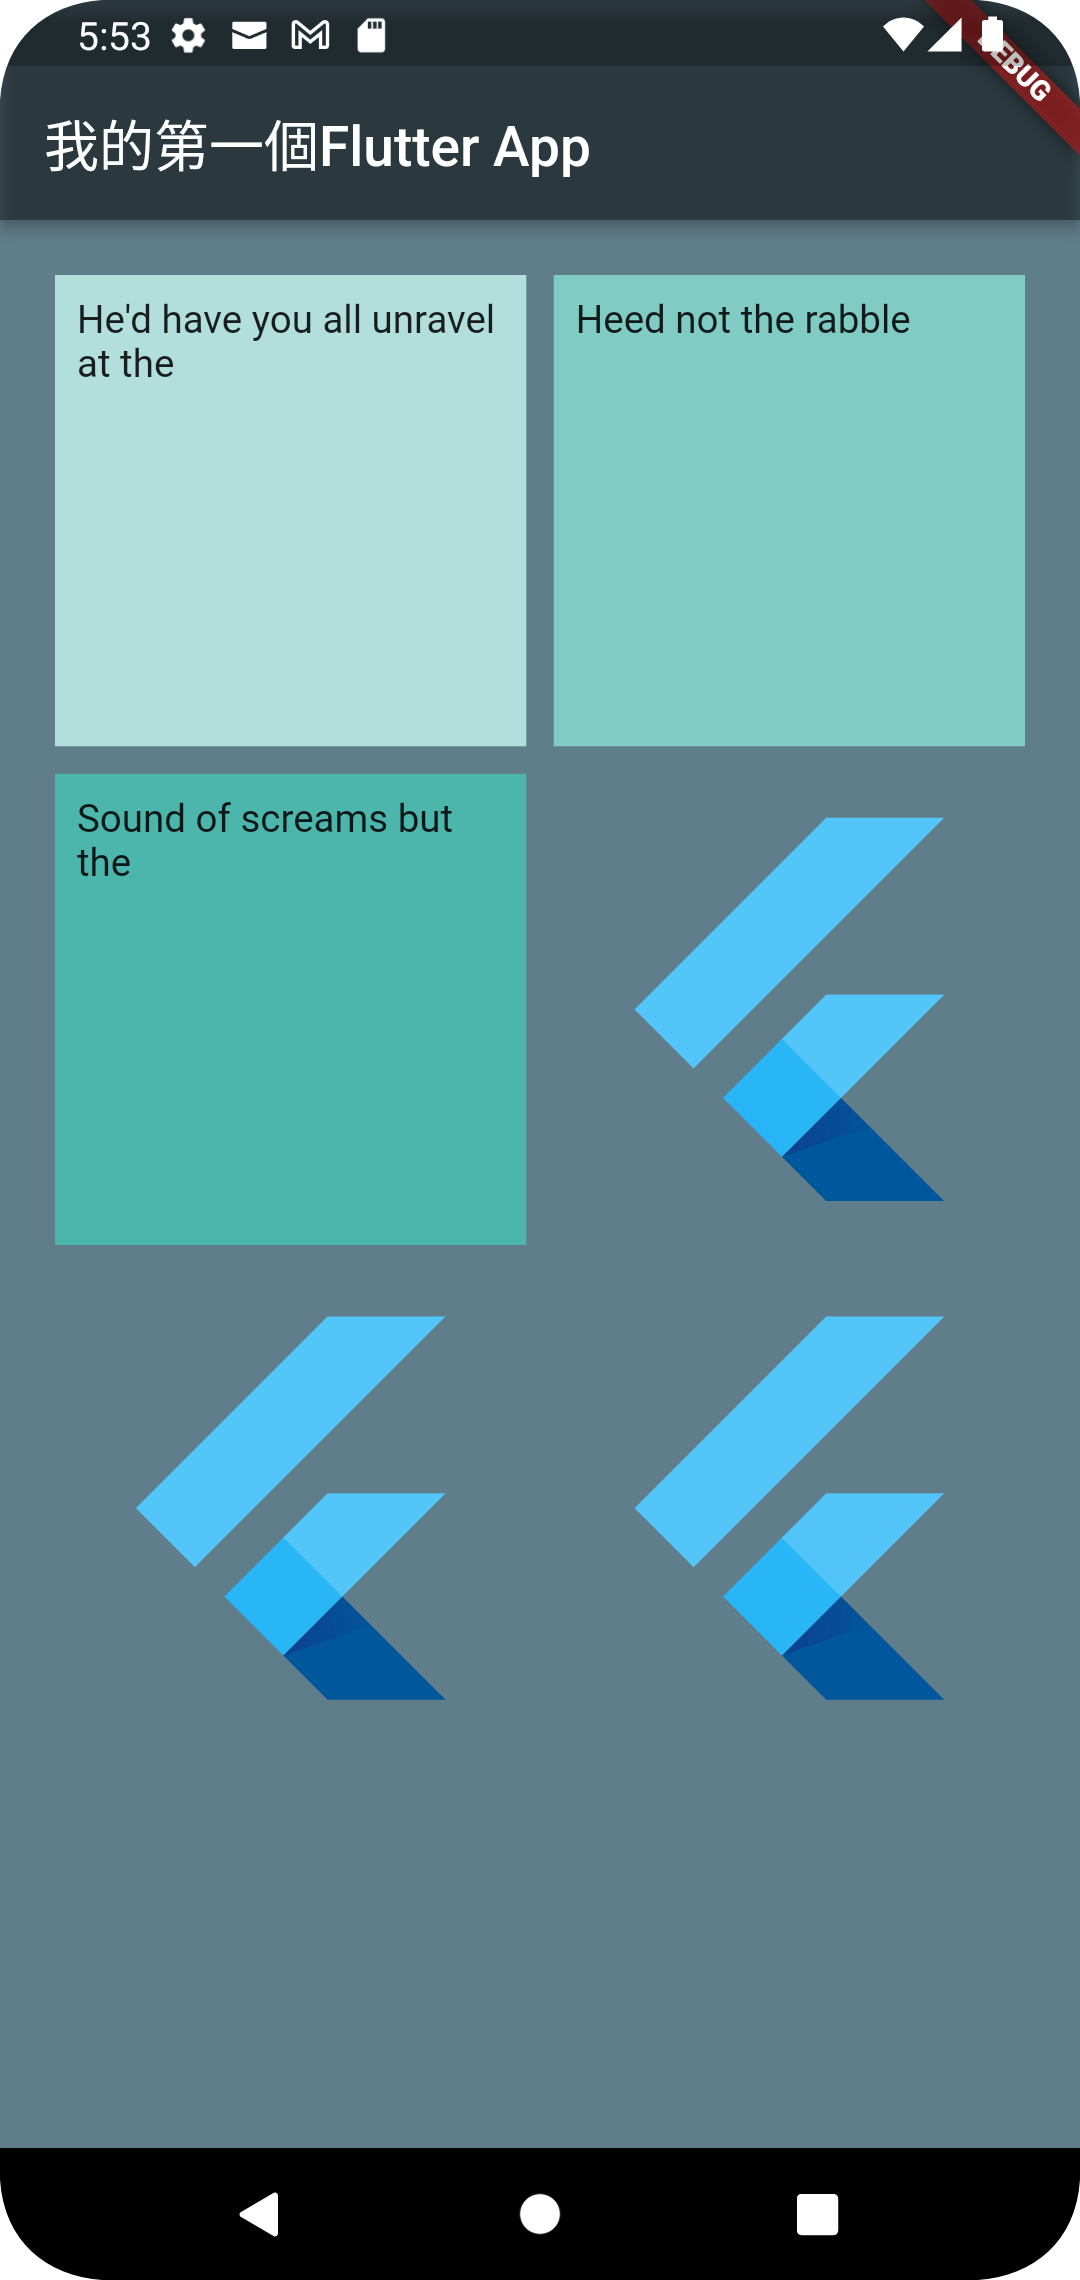 5:53
DEBUG
我的第一個Flutter App
He'd have you all unravel
at the
Heed not the rabble
Sound of screams but
the